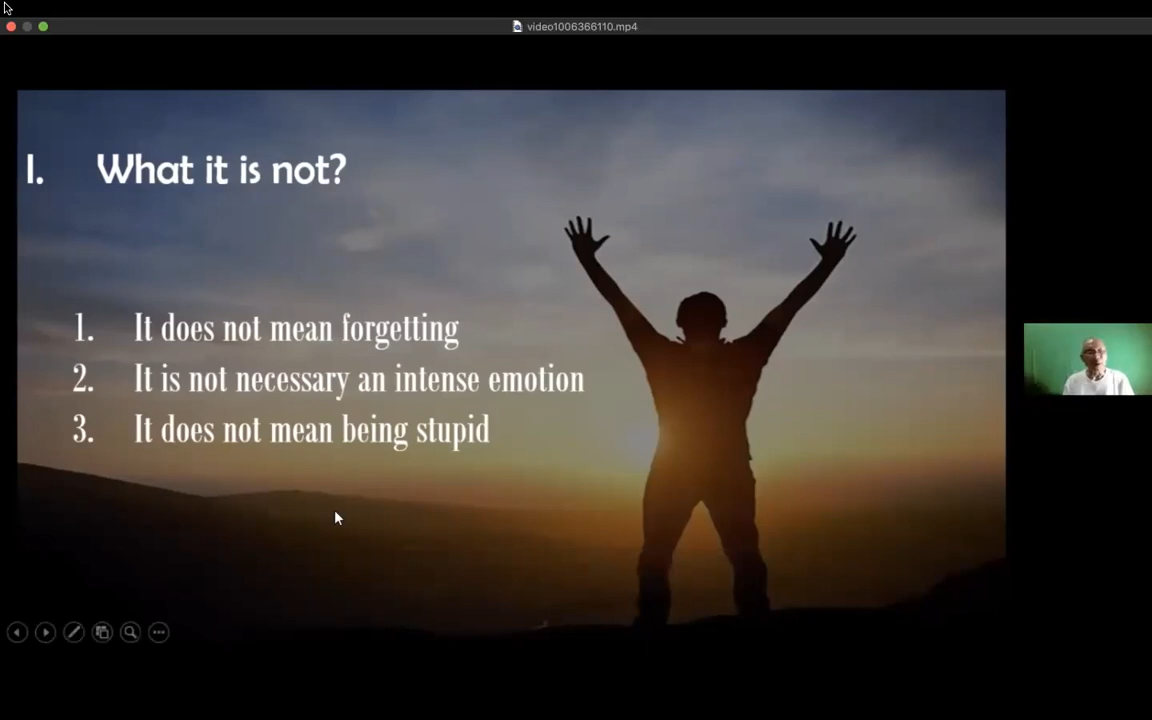 video1006366110.mp4
I. What it is not?
1. It does not mean forgetting
2. It is not necessary an intense emotion
3. It does not mean being stupid